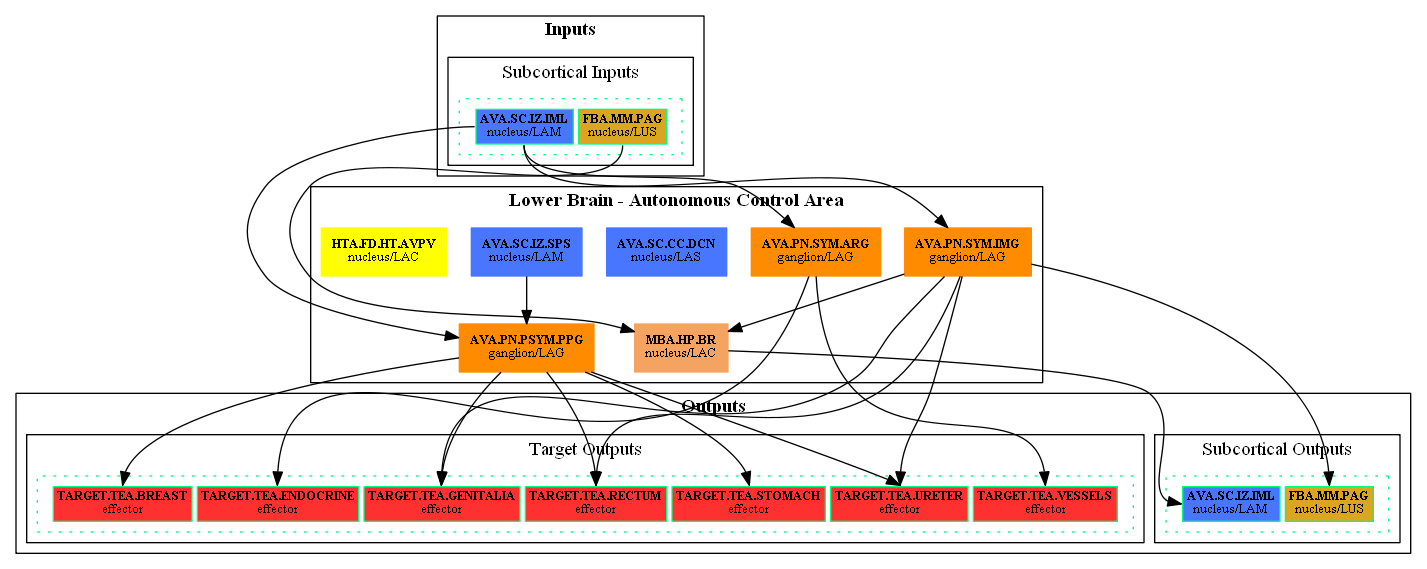 Inputs
Subcortical Inputs
AVA.SC.IZ.IML
nucleus/LAM
FBA.MM.PAG
nucleus/LUS
Lower Brain - Autonomous Control Area
HTA.FD.HT.AVPV
nucleus/LAC
AVA.SC.IZ.SPS
nucleus/LAM
AVA.SC.CC.DCN
nucleus/LAS
AVA.PN.SYM.ARG
ganglion/LAG
AVA.PN.SYM.IMG
ganglion/LAG
AVA.PN.PSYM.PPG
ganglion/LAG
MBA.HP.BR
nucleus/LAC
Outputs
Target Outputs
TARGET.TEA.BREAST
effector
TARGET.TEA.ENDOCRINE
effector
TARGET.TEA.GENITALIA
effector
TARGET.TEA.RECTUM
effector
TARGET.TEA.STOMACH
effector
TARGET.TEA.URETER
effector
TARGET.TEA.VESSELS
effector
Subcortical Outputs
AVA.SC.IZ.IML
nucleus/LAM
FBA.MM.PAG
nucleus/LUS